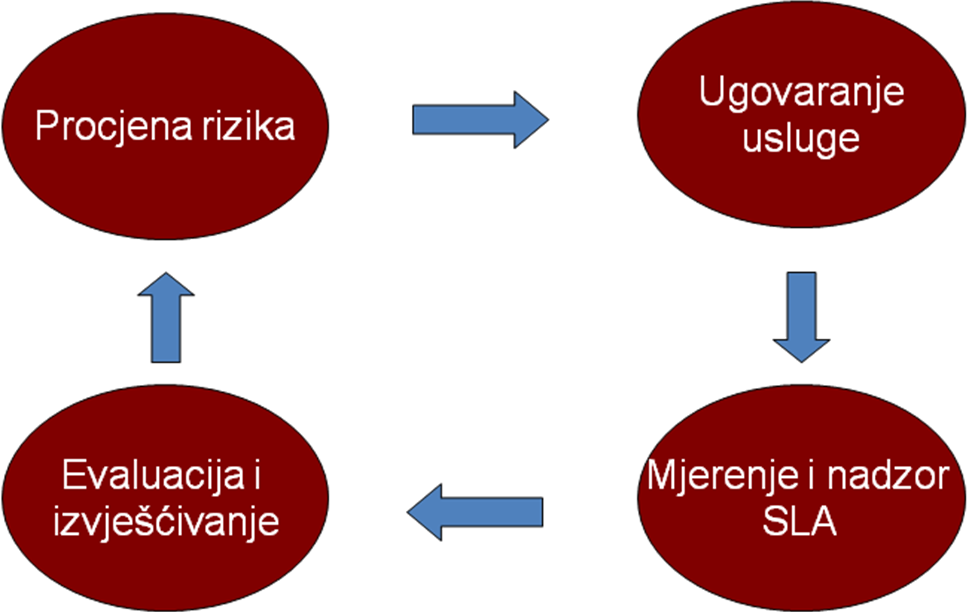 Procjena rizika
Ugovaranje
usluge
Mjerenje i nadzor
SLA
Evaluacija i
izvješćivanje